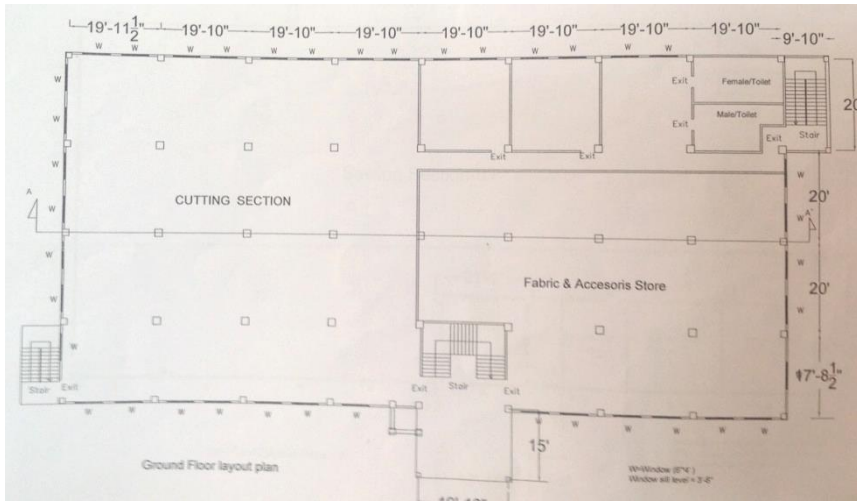 19'-11 1/2" 19'-10" 19'-10" 19'-10" 19'-10" 19'-10" 19'-10" 19'-10"
9'-10"
W W W W W W W W W W W W
Exit Female/Toilet
Exit Male/Toilet Exit Stair
Exit Exit
20'
W W W W W W W
W W
A A'
CUTTING SECTION
Fabric & Accesoris Store
20'
W
17'-8 1/2"
Stair Exit
Exit Stair Exit
W W W W W W W W
W W W W W W
15'
Ground Floor layout plan
W=Window
Window sill level = 3'-6"